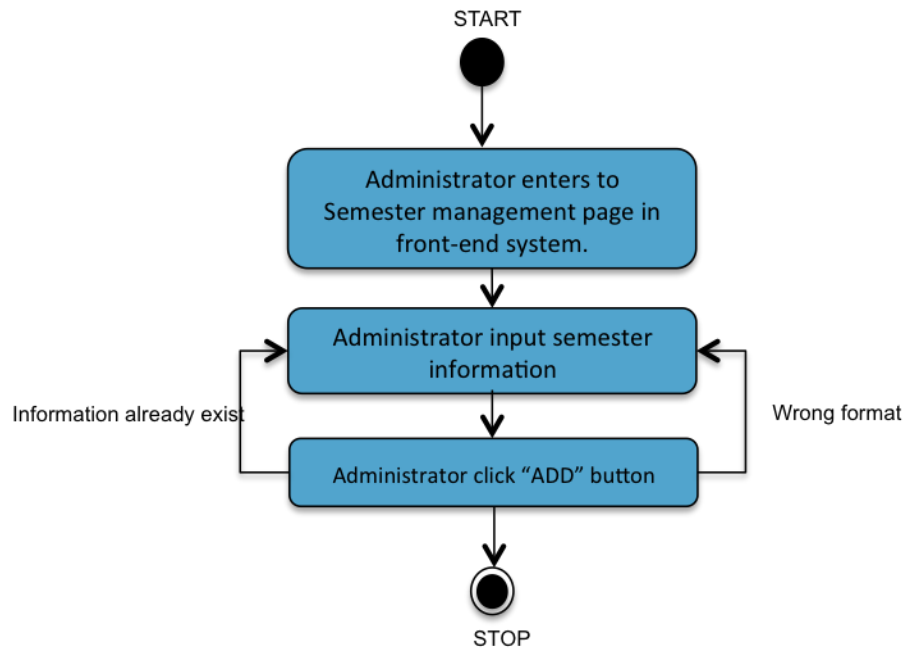 START
Administrator enters to
Semester management page in
front-end system.
Administrator input semester
information
Information already exist
Wrong format
Administrator click “ADD” button
STOP